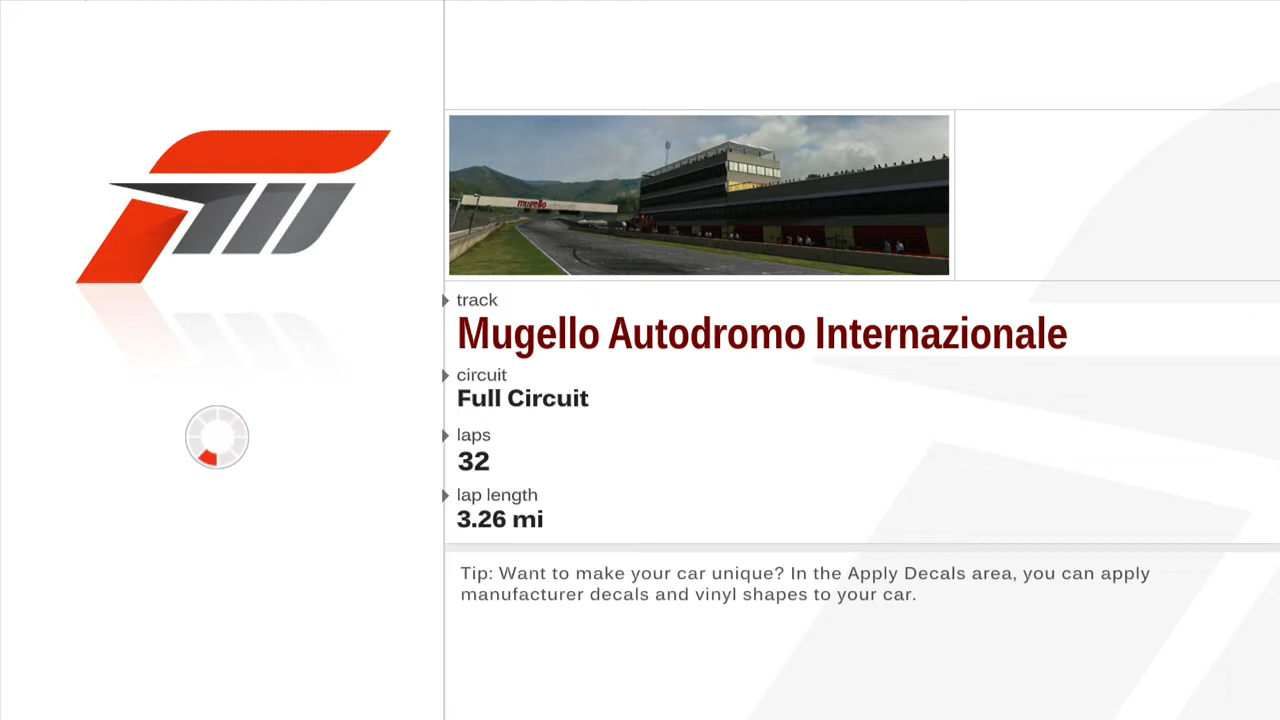 mugello
track
Mugello Autodromo Internazionale
circuit
Full Circuit
laps
32
lap length
3.26 mi
Tip: Want to make your car unique? In the Apply Decals area, you can apply
manufacturer decals and vinyl shapes to your car.